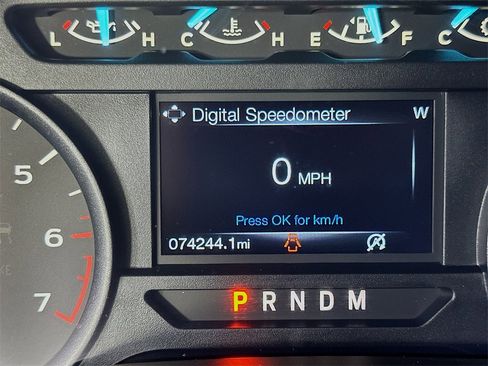 L H C H E F C
Digital Speedometer W
5
0 MPH
6
Press OK for km/h
074244.1mi
7
P R N D M